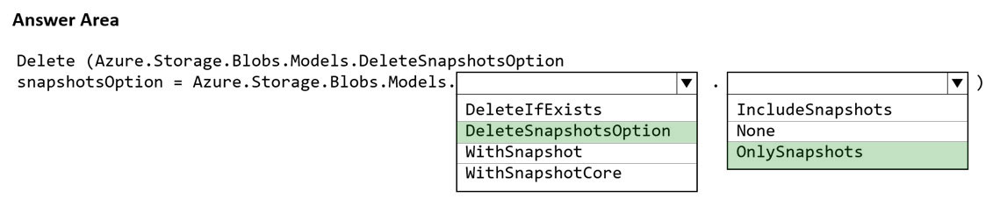 Answer Area
Delete (Azure.Storage.Blobs.Models.DeleteSnapshotsOption
snapshotsOption = Azure.Storage.Blobs.Models. . )
DeleteIfExists IncludeSnapshots
DeleteSnapshotsOption None
WithSnapshot OnlySnapshots
WithSnapshotCore